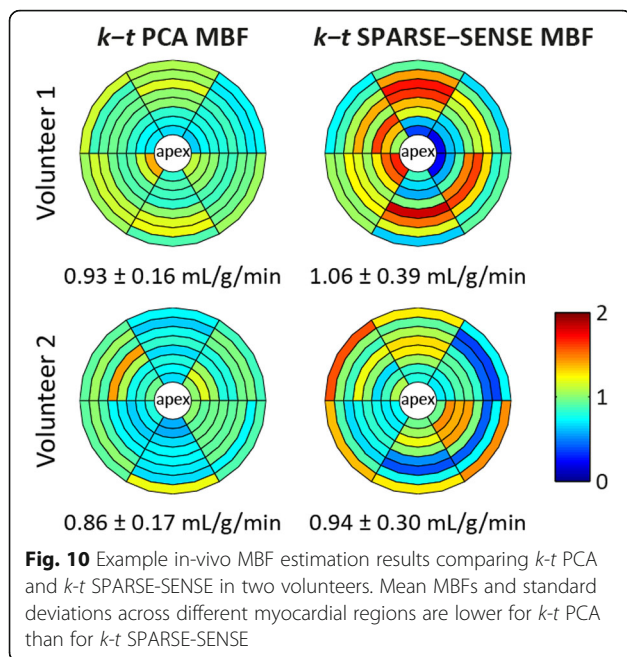 k–t PCA MBF k–t SPARSE–SENSE MBF
Volunteer 1
apex apex
0.93 ± 0.16 mL/g/min 1.06 ± 0.39 mL/g/min
Volunteer 2
apex apex
2
1
0
0.86 ± 0.17 mL/g/min 0.94 ± 0.30 mL/g/min
Fig. 10 Example in-vivo MBF estimation results comparing k-t PCA
and k-t SPARSE-SENSE in two volunteers. Mean MBFs and standard
deviations across different myocardial regions are lower for k-t PCA
than for k-t SPARSE-SENSE